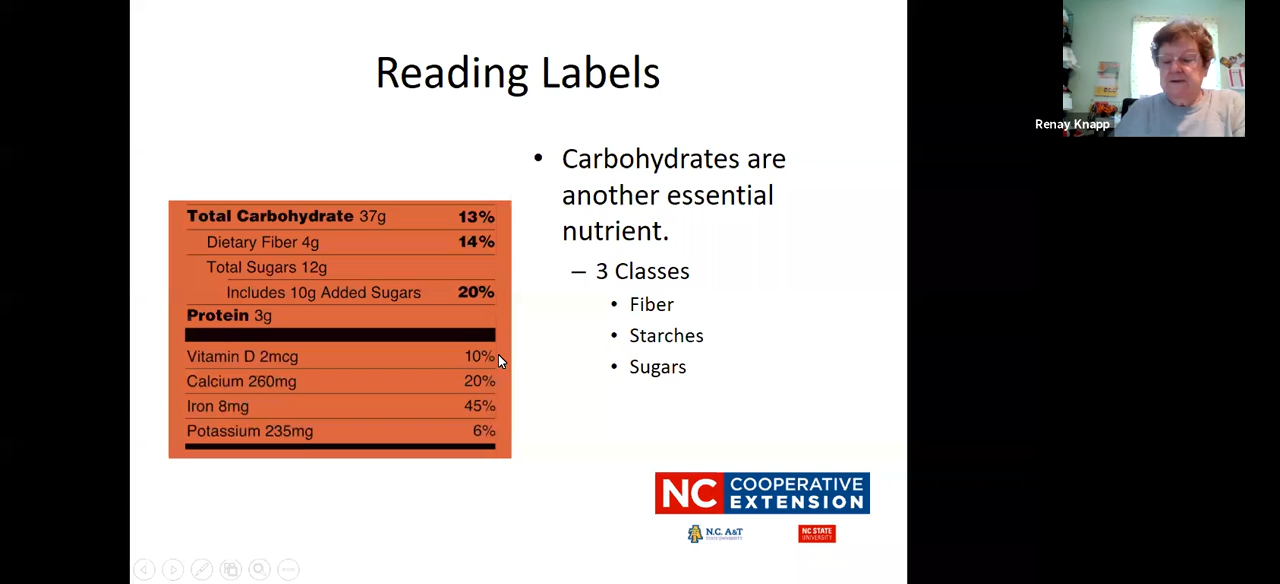 Reading Labels
Renay Knapp
• Carbohydrates are
another essential
nutrient.
– 3 Classes
• Fiber
• Starches
• Sugars
Total Carbohydrate 37g 13%
Dietary Fiber 4g 14%
Total Sugars 12g
Includes 10g Added Sugars 20%
Protein 3g
Vitamin D 2mcg 10%
Calcium 260mg 20%
Iron 8mg 45%
Potassium 235mg 6%
NC COOPERATIVE
EXTENSION
N.C. A&T
STATE UNIVERSITY
NC STATE
UNIVERSITY